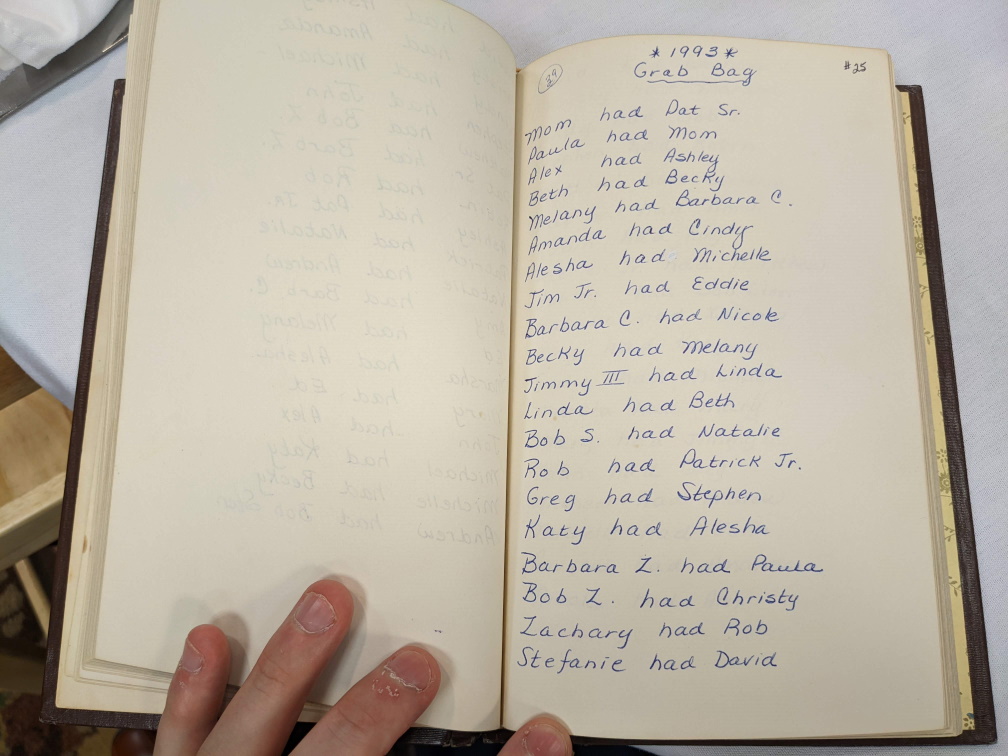 * 1993 *
Grab Bag
#25
39
Mom had Pat Sr.
Paula had Mom
Alex had Ashley
Beth had Becky
Melany had Barbara C.
Amanda had Cindy
Alesha had Michelle
Jim Jr. had Eddie
Barbara C. had Nicole
Becky had Melany
Jimmy III had Linda
Linda had Beth
Bob S. had Natalie
Rob had Patrick Jr.
Greg had Stephen
Katy had Alesha
Barbara Z. had Paula
Bob Z. had Christy
Zachary had Rob
Stefanie had David